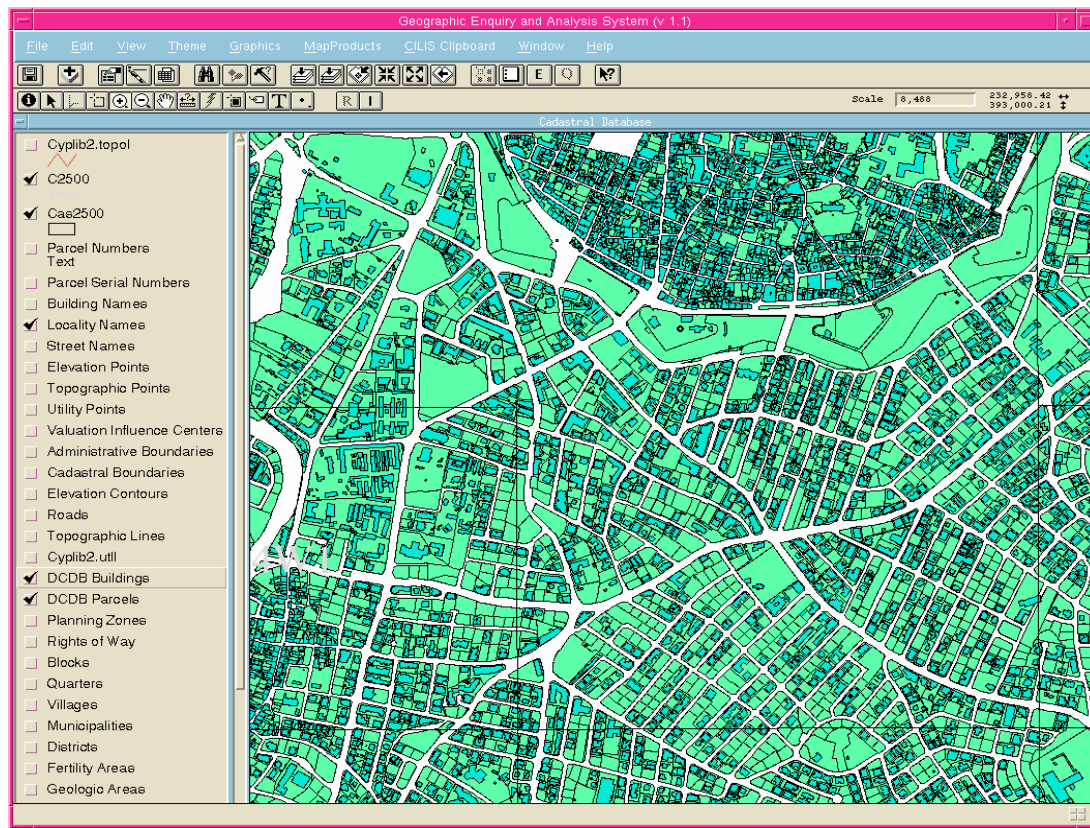 Geographic Enquiry and Analysis System (v 1.1)
File Edit View Theme Graphics MapProducts CILIS Clipboard Window Help
E Q
T R I Scale 8,488 232,958.42
393,000.21
Cadastral Database
Cyplib2.topol
C2500
Cas2500
Parcel Numbers
Text
Parcel Serial Numbers
Building Names
Locality Names
Street Names
Elevation Points
Topographic Points
Utility Points
Valuation Influence Centers
Administrative Boundaries
Cadastral Boundaries
Elevation Contours
Roads
Topographic Lines
Cyplib2.utll
DCDB Buildings
DCDB Parcels
Planning Zones
Rights of Way
Blocks
Quarters
Villages
Municipalities
Districts
Fertility Areas
Geologic Areas